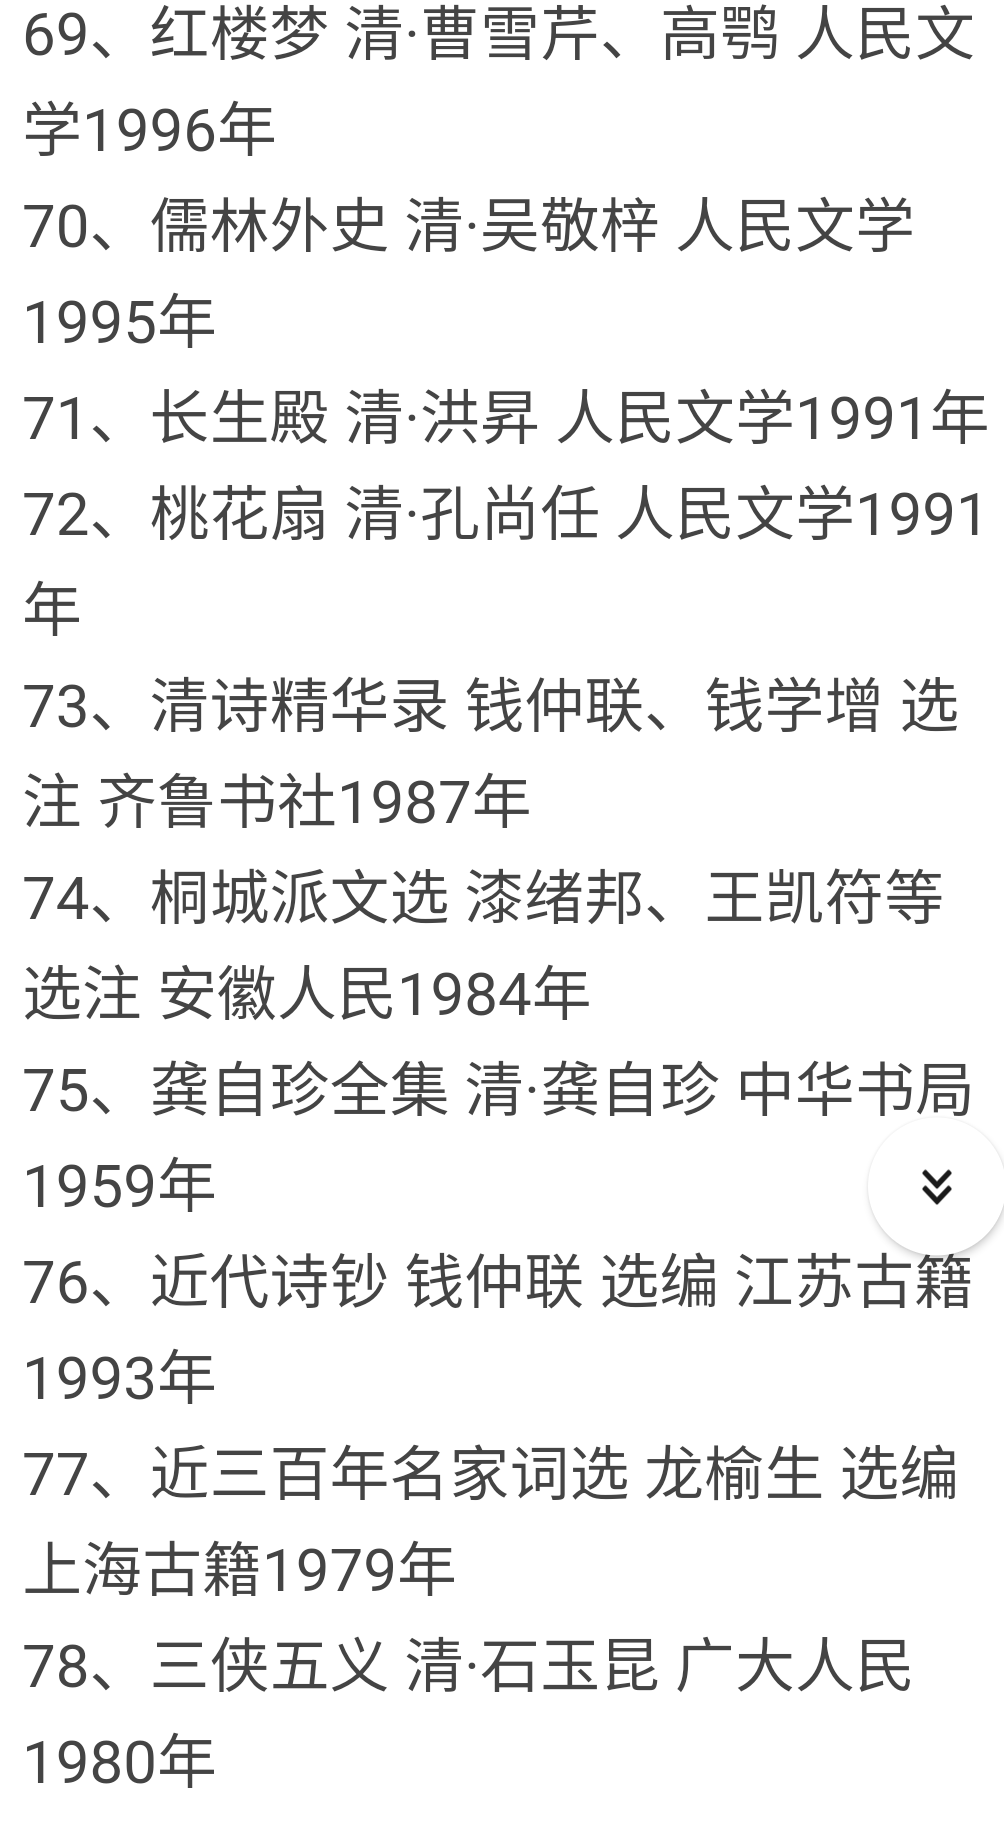 69、红楼梦 清·曹雪芹、高鹗 人民文
学1996年
70、儒林外史 清·吴敬梓 人民文学
1995年
71、长生殿 清·洪昇 人民文学1991年
72、桃花扇 清·孔尚任 人民文学1991
年
73、清诗精华录 钱仲联、钱学增 选
注 齐鲁书社1987年
74、桐城派文选 漆绪邦、王凯符等
选注 安徽人民1984年
75、龚自珍全集 清·龚自珍 中华书局
1959年
76、近代诗钞 钱仲联 选编 江苏古籍
1993年
77、近三百年名家词选 龙榆生 选编
上海古籍1979年
78、三侠五义 清·石玉昆 广大人民
1980年